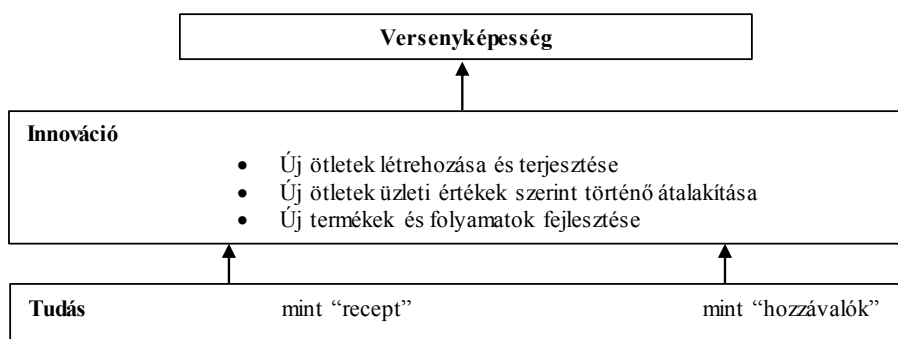 Versenyképesség
Innováció
• Új ötletek létrehozása és terjesztése
• Új ötletek üzleti értékek szerint történő átalakítása
• Új termékek és folyamatok fejlesztése
Tudás mint “recept” mint “hozzávalók”